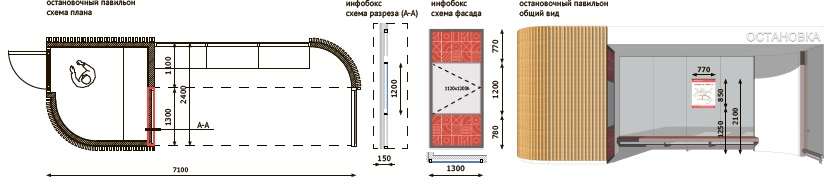 остановочный павильон
схема плана
1100
2400
1300
А-А
7100
инфобокс
схема разреза (А-А)
1200
150
инфобокс
схема фасада
770
1120х1200h
1200
780
1300
остановочный павильон
общий вид
ОСТАНОВКА
770
850
2100
1250